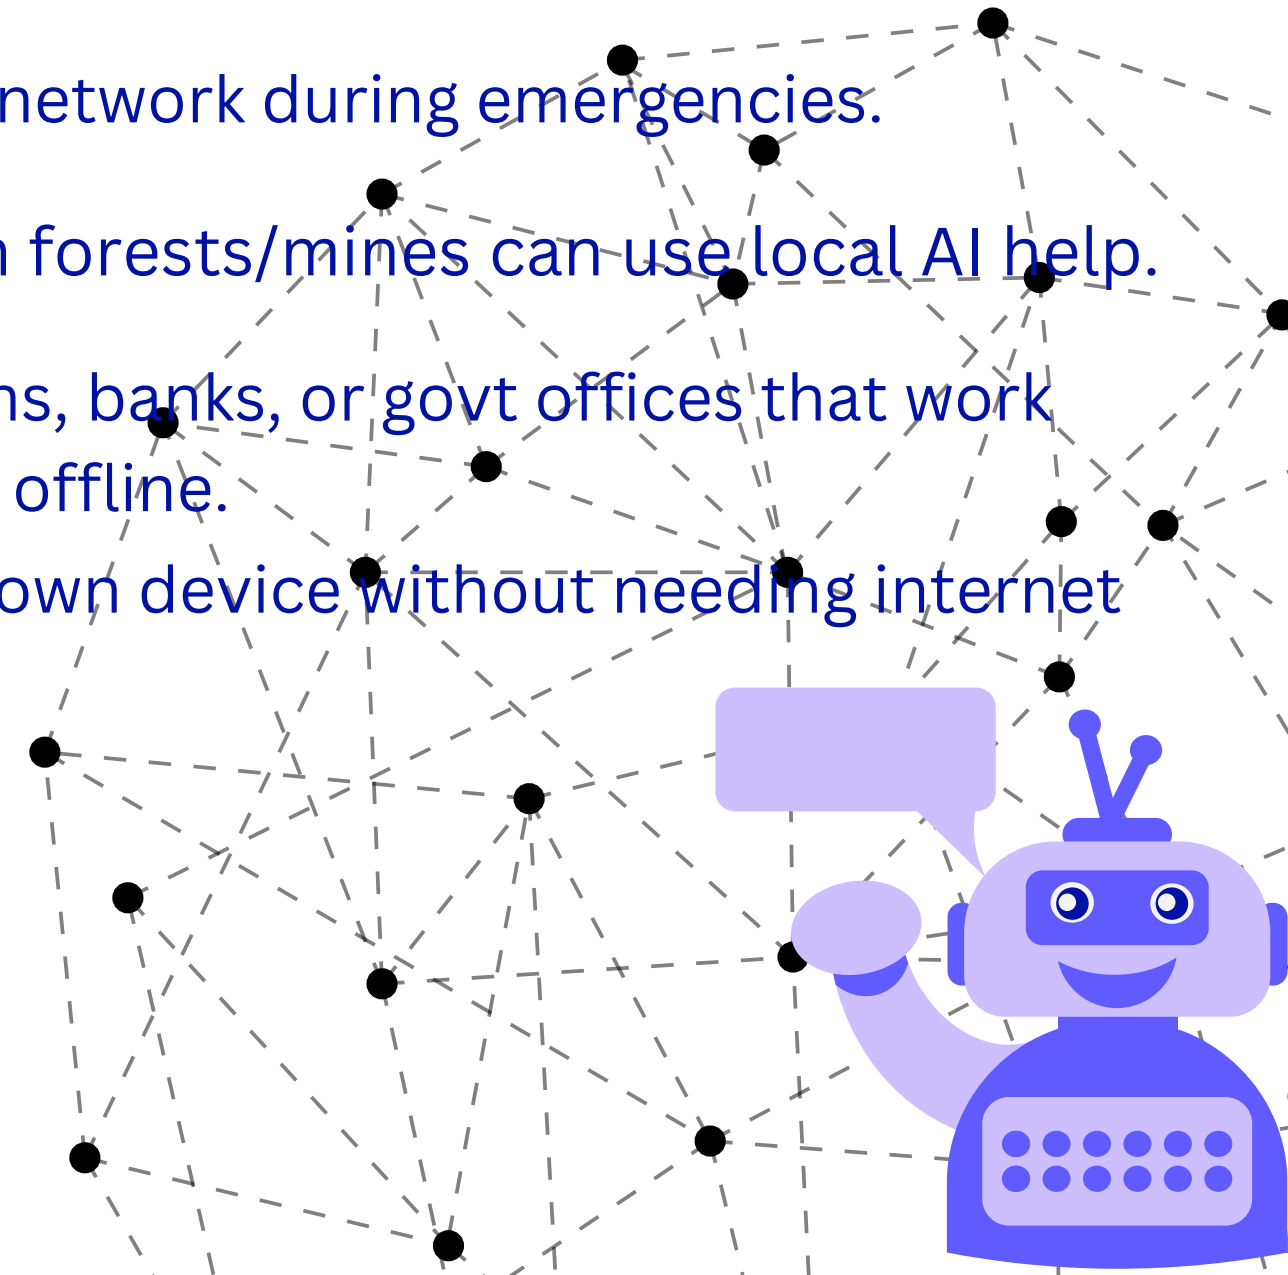 network during emergencies.
forests/mines can use local AI help.
banks, or govt offices that work
offline.
own device without needing internet